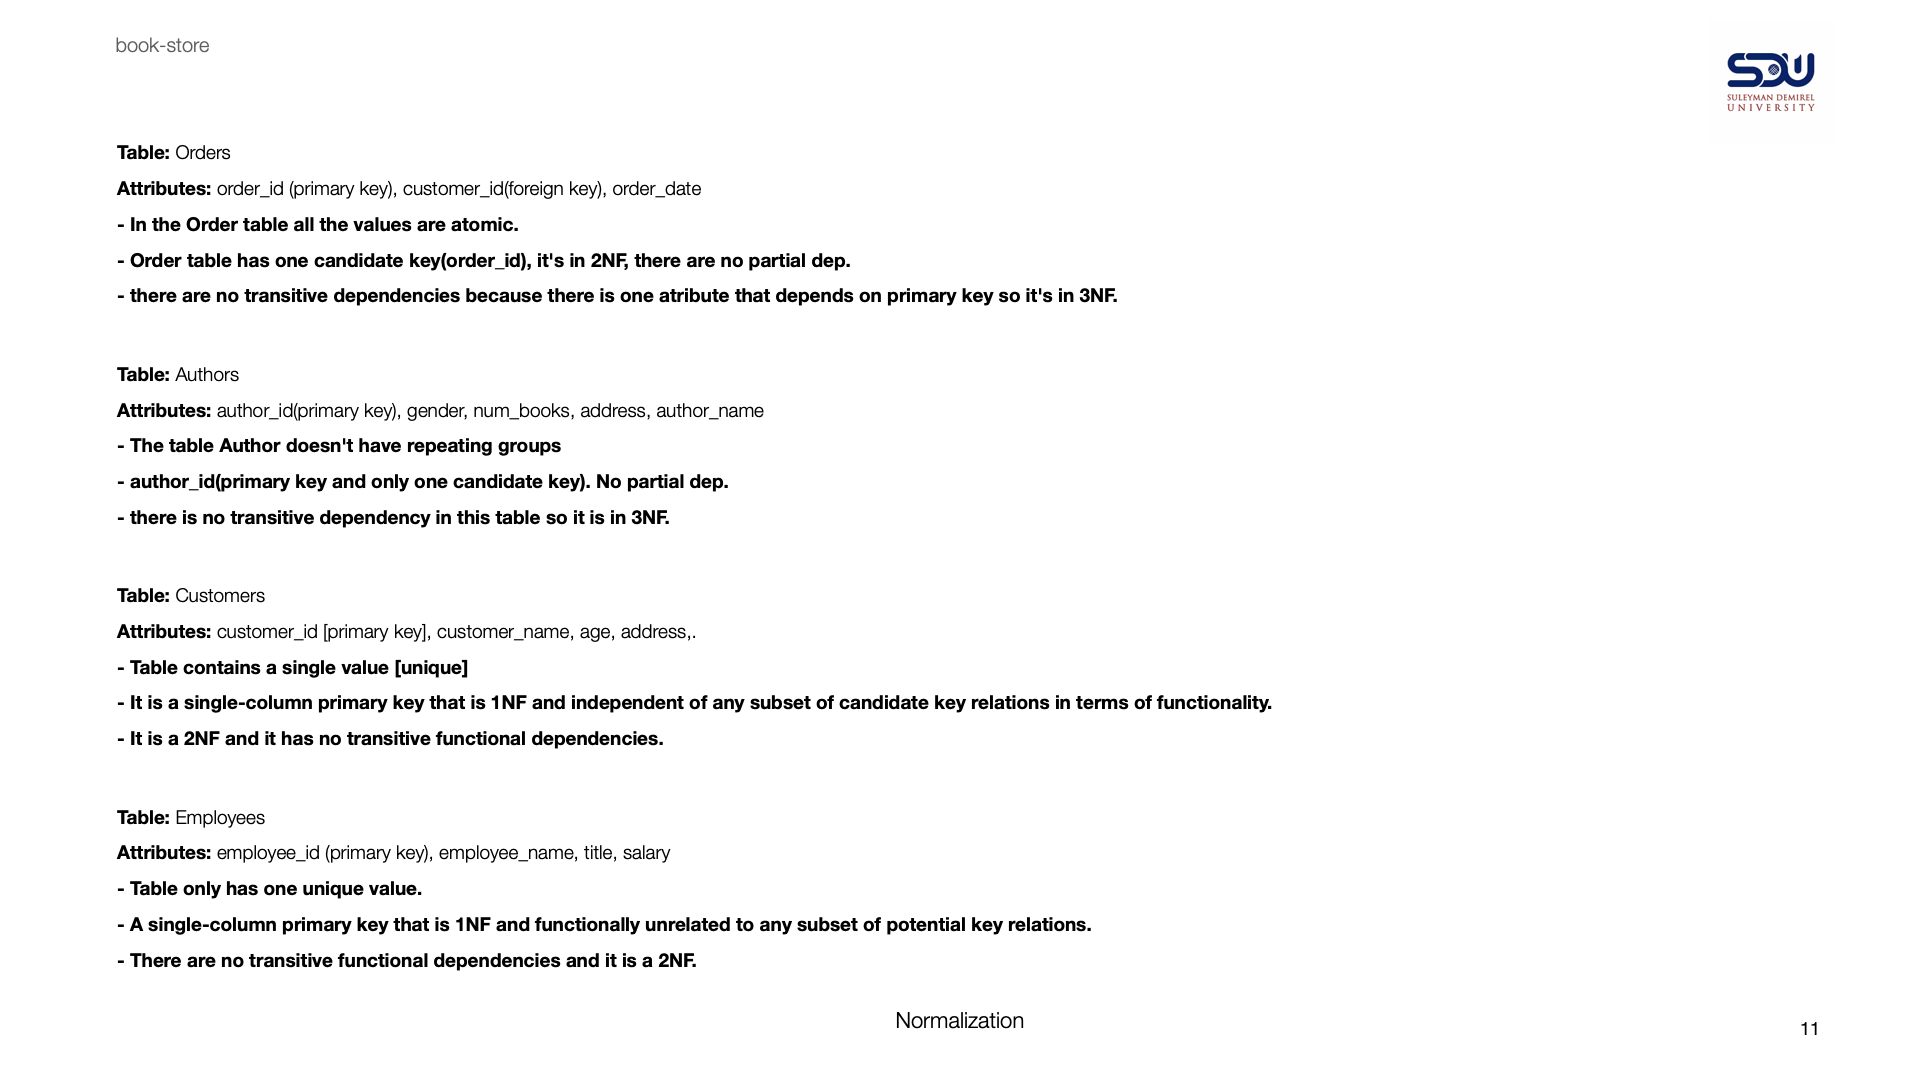 book-store
SDU
SULEYMAN DEMIREL
UNIVERSITY
Table: Orders
Attributes: order_id (primary key), customer_id(foreign key), order_date
- In the Order table all the values are atomic.
- Order table has one candidate key(order_id), it's in 2NF, there are no partial dep.
- there are no transitive dependencies because there is one atribute that depends on primary key so it's in 3NF.
Table: Authors
Attributes: author_id(primary key), gender, num_books, address, author_name
- The table Author doesn't have repeating groups
- author_id(primary key and only one candidate key). No partial dep.
- there is no transitive dependency in this table so it is in 3NF.
Table: Customers
Attributes: customer_id [primary key], customer_name, age, address,.
- Table contains a single value [unique]
- It is a single-column primary key that is 1NF and independent of any subset of candidate key relations in terms of functionality.
- It is a 2NF and it has no transitive functional dependencies.
Table: Employees
Attributes: employee_id (primary key), employee_name, title, salary
- Table only has one unique value.
- A single-column primary key that is 1NF and functionally unrelated to any subset of potential key relations.
- There are no transitive functional dependencies and it is a 2NF.
Normalization
11